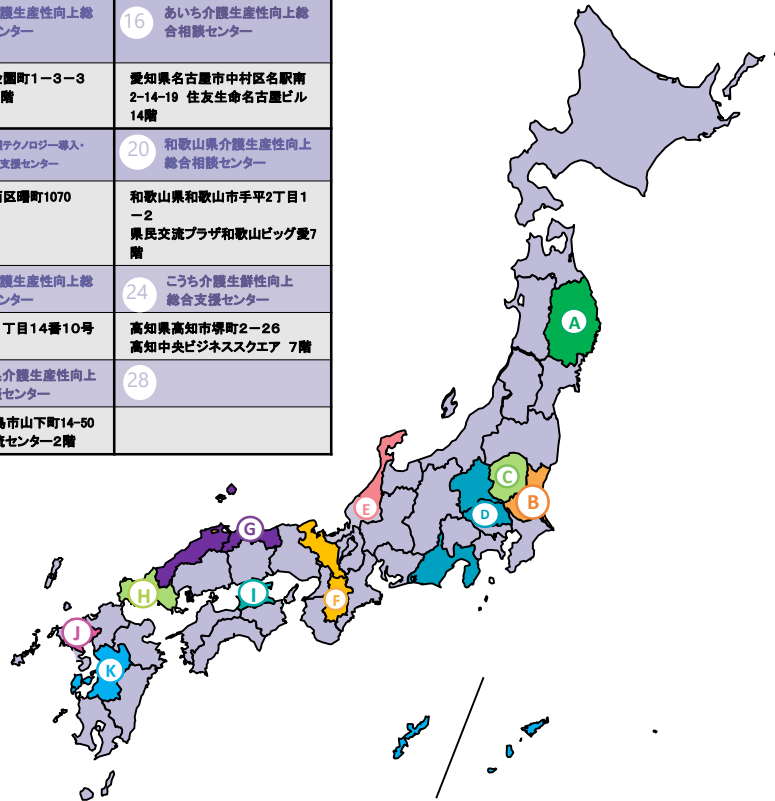 護生産性向上総
ンター
16
あいち介護生産性向上総
合相談センター
園町1－3－3
階
愛知県名古屋市中村区名駅南
2-14-19 住友生命名古屋ビル
14階
テクノロジー導入・
支援センター
20
和歌山県介護生産性向上
総合相談センター
区曙町1070
和歌山県和歌山市手平2丁目1
－2
県民交流プラザ和歌山ビッグ愛7
階
護生産性向上総
ンター
24
こうち介護生鮮性向上
総合支援センター
丁目14番10号
高知県高知市堺町2－26
高知中央ビジネススクエア 7階
介護生産性向上
センター
28
島市山下町14-50
センター2階
A
B
C
D
E
F
G
H
I
J
K